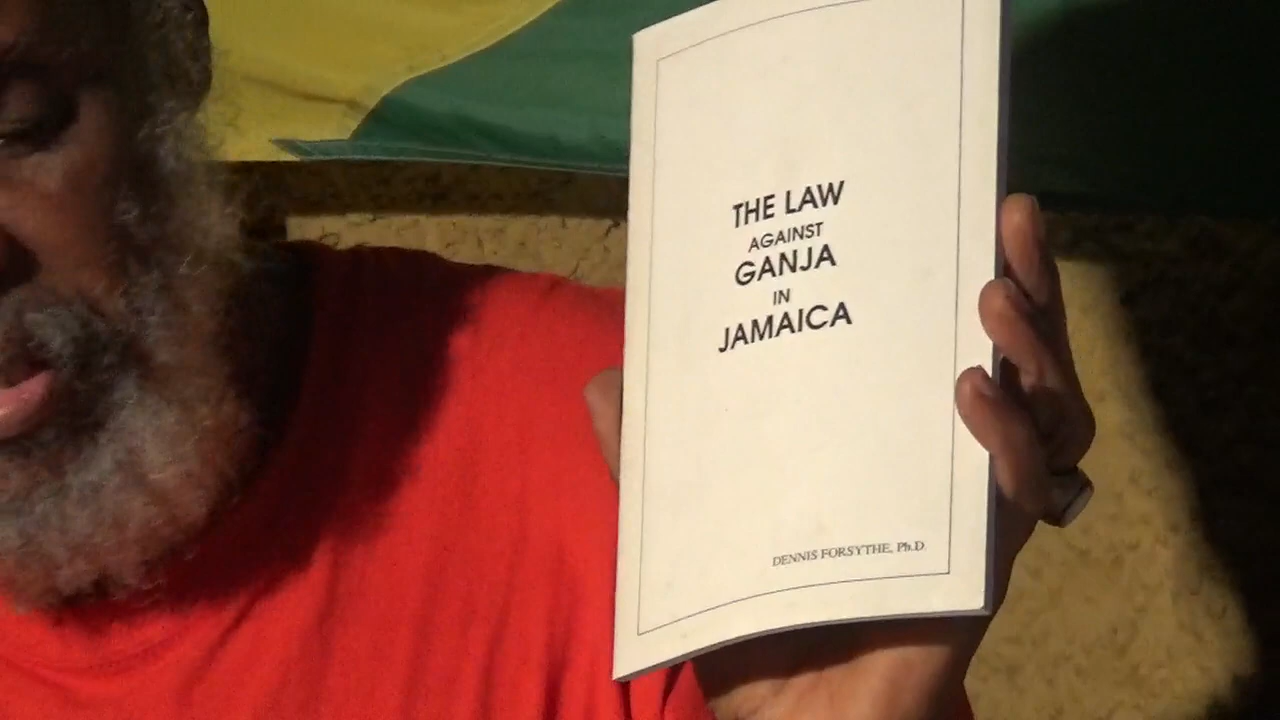 THE LAW
AGAINST
GANJA
IN
JAMAICA
DENNIS FORSYTHE, Ph.D.